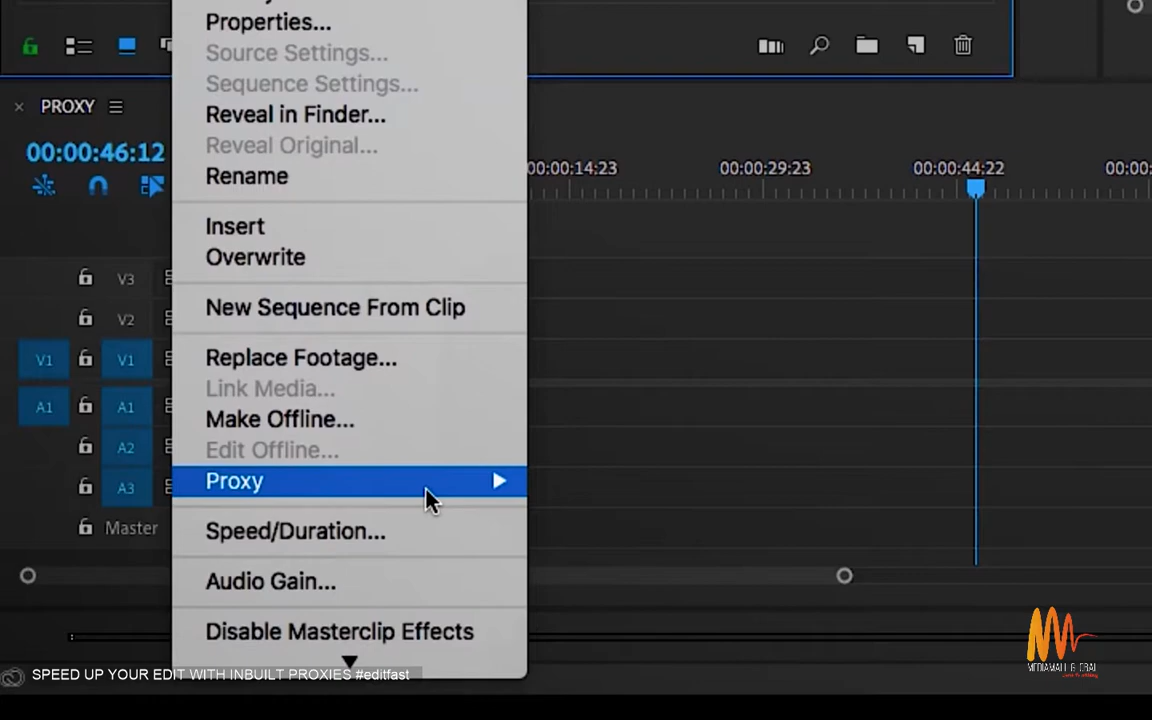 Properties...
Source Settings...
Sequence Settings...
PROXY
Reveal in Finder...
00:00:46:12
Reveal Original...
00:00:14:23
00:00:29:23
00:00:44:22
00:00
Rename
Insert
Overwrite
V3
New Sequence From Clip
V2
V1
V1
Replace Footage...
Link Media...
A1
A1
Make Offline...
A2
Edit Offline...
Proxy
A3
Master
Speed/Duration...
Audio Gain...
Disable Masterclip Effects
SPEED UP YOUR EDIT WITH INBUILT PROXIES #editfast